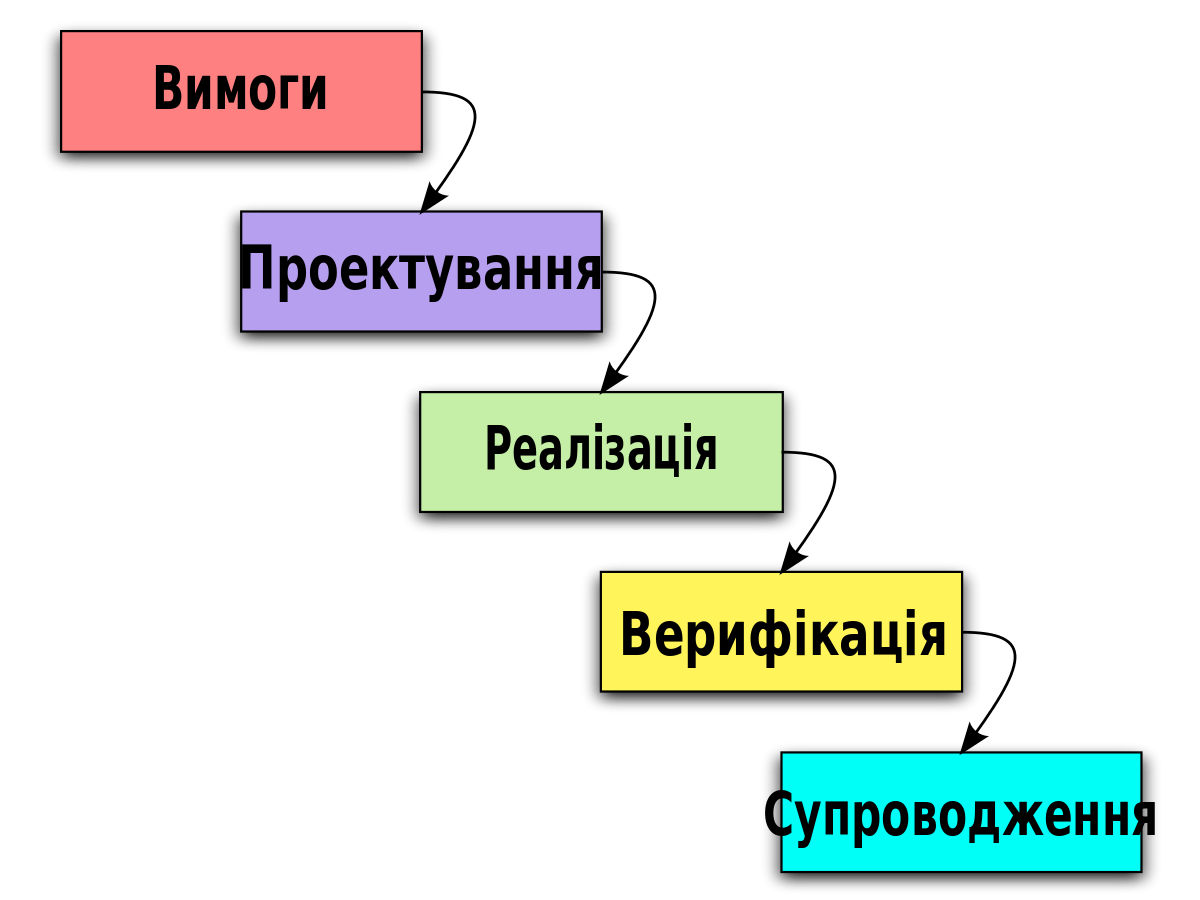 Вимоги
Проектування
Реалізація
Верифікація
Супроводження